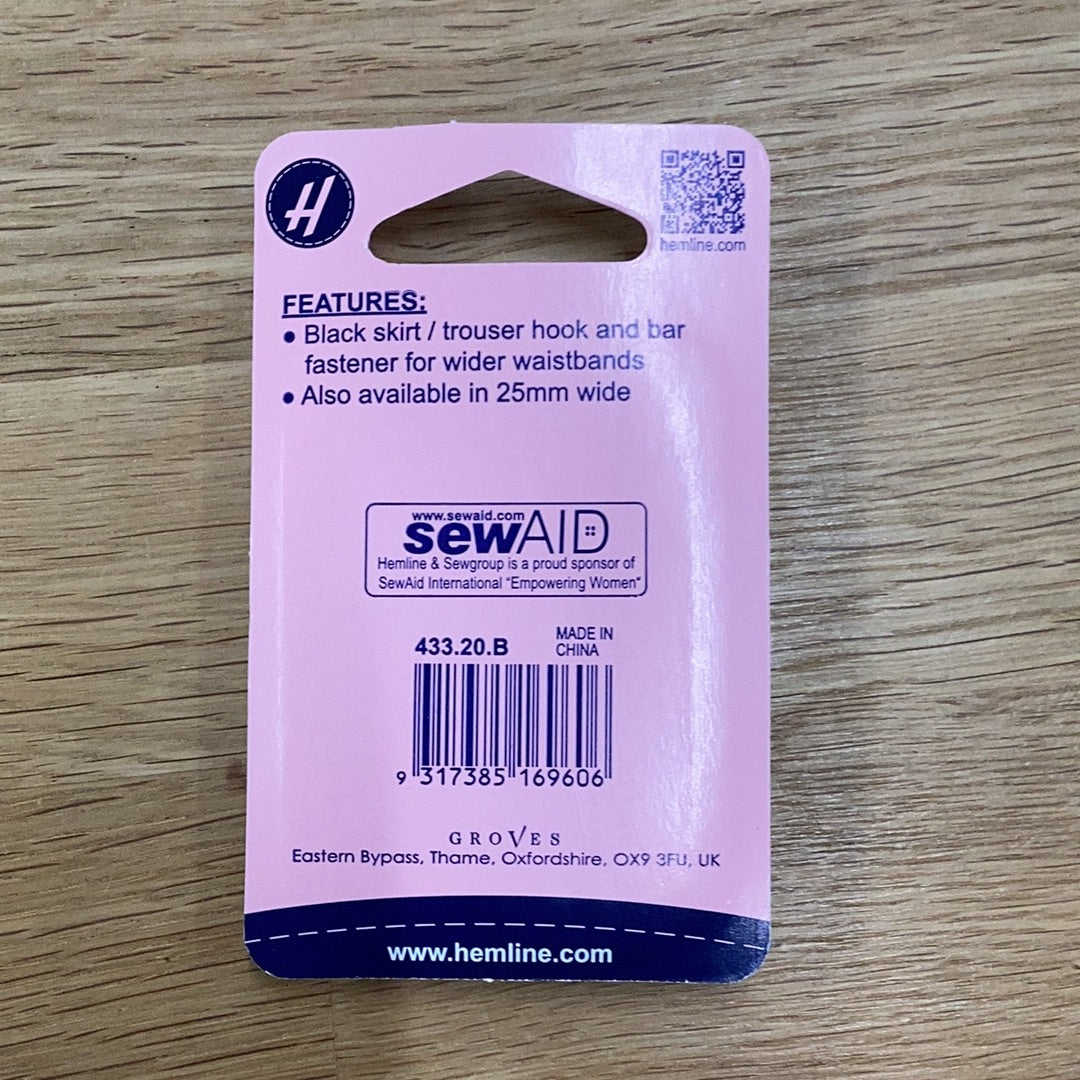 H
hemline.com
FEATURES:
• Black skirt / trouser hook and bar
fastener for wider waistbands
• Also available in 25mm wide
www.sewaid.com
sewAID
Hemline & Sewgroup is a proud sponsor of
SewAid International "Empowering Women"
433.20.B
MADE IN
CHINA
9 317385 169606
GROVES
Eastern Bypass, Thame, Oxfordshire, OX9 3FU, UK
www.hemline.com